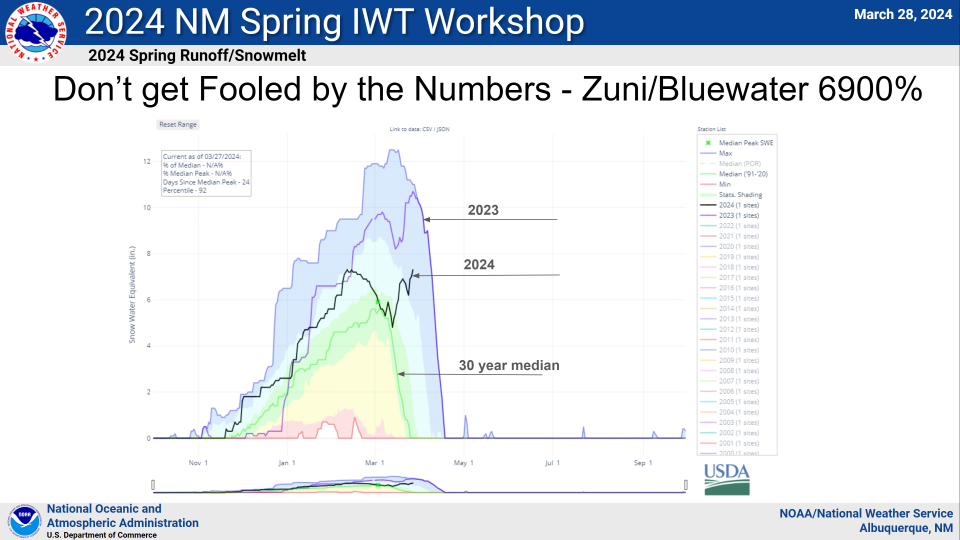 2024 NM Spring IWT Workshop
March 28, 2024
NATIONAL WEATHER SERVICE
2024 Spring Runoff/Snowmelt
Don't get Fooled by the Numbers - Zuni/Bluewater 6900%
Reset Range
Link to data: CSV / JSON
Station List
Current as of 03/27/2024:
% of Median - N/A%
% Median Peak - N/A%
Days Since Median Peak - 24
Percentile - 92
Snow Water Equivalent (in.)
12
10
8
6
4
2
0
2023
2024
30 year median
Nov 1
Jan 1
Mar 1
May 1
Jul 1
Sep 1
Median Peak SWE
Max
Median (POR)
Median ('91-'20)
Min
Stats. Shading
2024 (1 sites)
2023 (1 sites)
2022 (1 sites)
2021 (1 sites)
2020 (1 sites)
2019 (1 sites)
2018 (1 sites)
2017 (1 sites)
2016 (1 sites)
2015 (1 sites)
2014 (1 sites)
2013 (1 sites)
2012 (1 sites)
2011 (1 sites)
2010 (1 sites)
2009 (1 sites)
2008 (1 sites)
2007 (1 sites)
2006 (1 sites)
2005 (1 sites)
2004 (1 sites)
2003 (1 sites)
2002 (1 sites)
2001 (1 sites)
2000 (1 sites)
USDA
NOAA
National Oceanic and
Atmospheric Administration
U.S. Department of Commerce
NOAA/National Weather Service
Albuquerque, NM